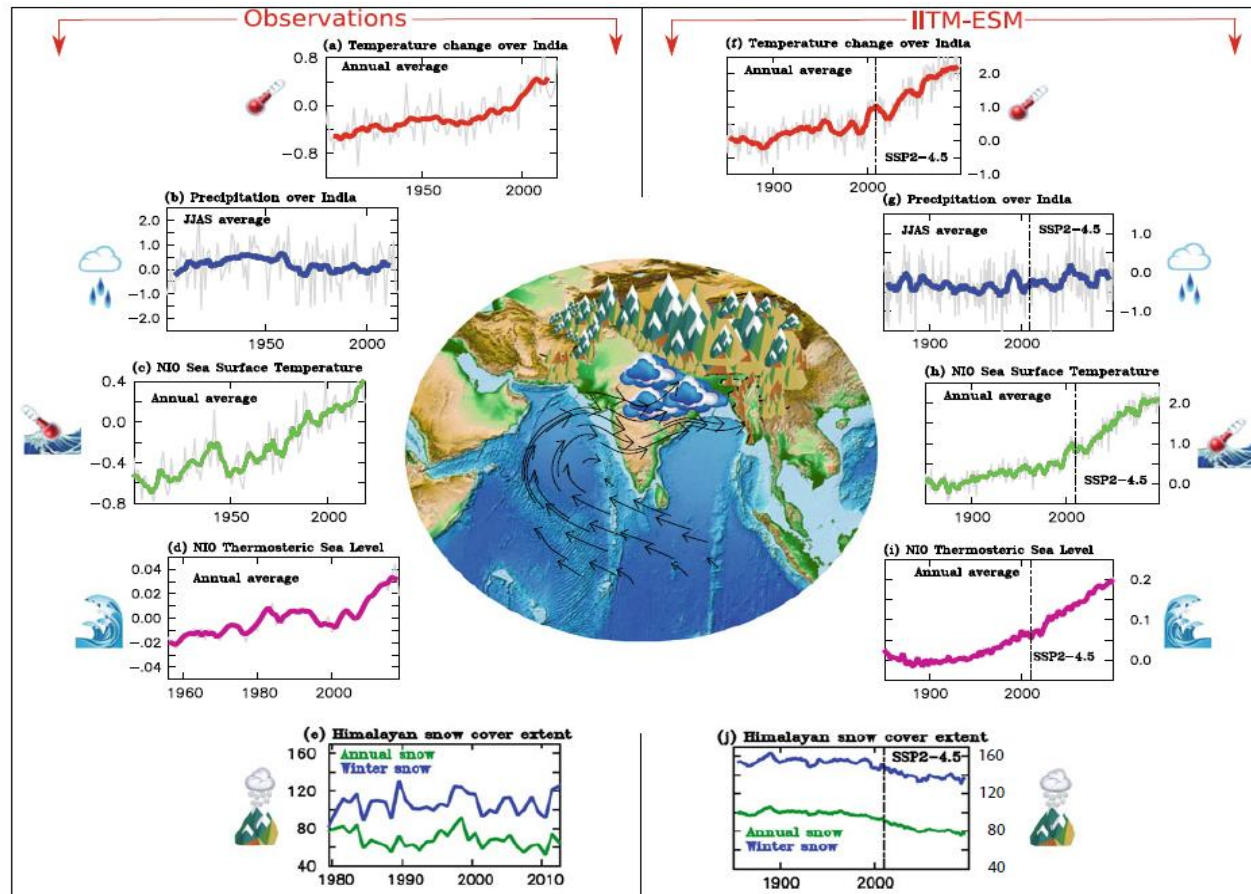 Observations
IITM-ESM
(a) Temperature change over India
Annual average
0.8
0.0
−0.8
1950
2000
(f) Temperature change over India
Annual average
2.0
1.0
0.0
−1.0
SSP2-4.5
1900
2000
(b) Precipitation over India
JJAS average
2.0
1.0
0.0
−1.0
−2.0
1950
2000
(g) Precipitation over India
JJAS average
SSP2-4.5
1.0
−0.0
−1.0
1900
2000
(c) NIO Sea Surface Temperature
Annual average
0.4
0.0
−0.4
−0.8
1950
2000
(h) NIO Sea Surface Temperature
Annual average
2.0
1.0
0.0
SSP2-4.5
1900
2000
(d) NIO Thermosteric Sea Level
Annual average
0.04
0.02
0.00
−0.02
−.04
1960
1980
2000
(i) NIO Thermosteric Sea Level
Annual average
0.2
0.1
0.0
SSP2-4.5
1900
2000
(e) Himalayan snow cover extent
Annual snow
Winter snow
160
120
80
40
1980
1990
2000
2010
(j) Himalayan snow cover extent
SSP2-4.5
160
120
80
40
Annual snow
Winter snow
1900
2000